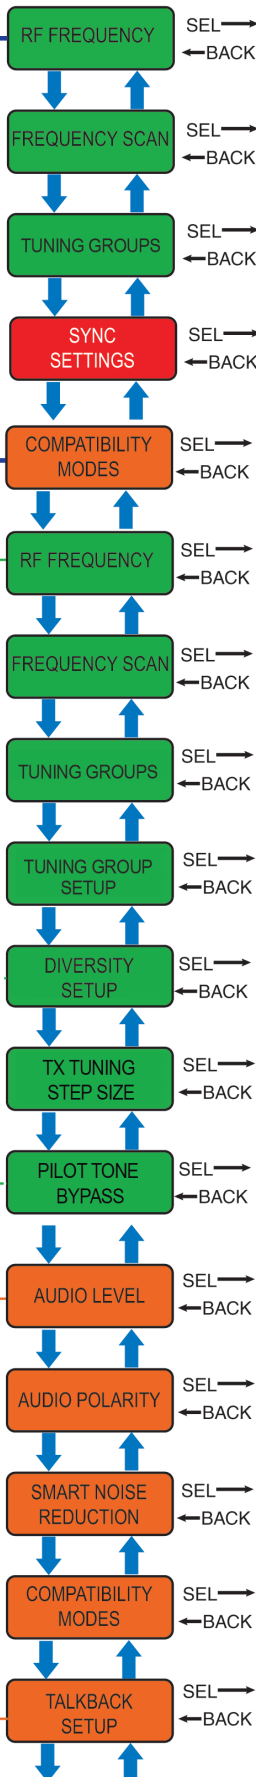 RF FREQUENCY
SEL
BACK
FREQUENCY SCAN
SEL
BACK
TUNING GROUPS
SEL
BACK
SYNC
SETTINGS
SEL
BACK
COMPATIBILITY
MODES
SEL
BACK
RF FREQUENCY
SEL
BACK
FREQUENCY SCAN
SEL
BACK
TUNING GROUPS
SEL
BACK
TUNING GROUP
SETUP
SEL
BACK
DIVERSITY
SETUP
SEL
BACK
TX TUNING
STEP SIZE
SEL
BACK
PILOT TONE
BYPASS
SEL
BACK
AUDIO LEVEL
SEL
BACK
AUDIO POLARITY
SEL
BACK
SMART NOISE
REDUCTION
SEL
BACK
COMPATIBILITY
MODES
SEL
BACK
TALKBACK
SETUP
SEL
BACK